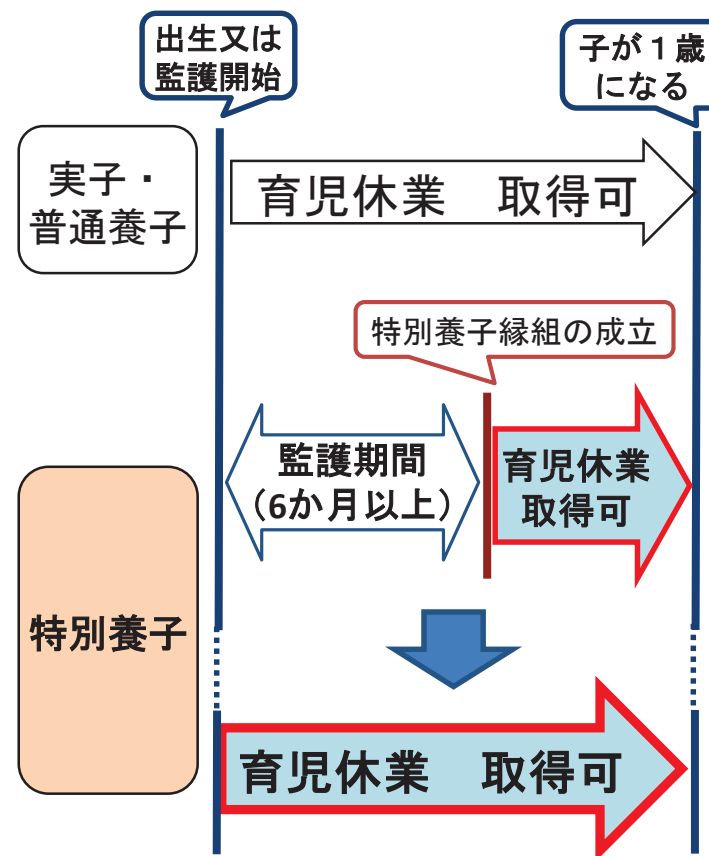 出生又は
監護開始
子が１歳
になる
実子・
普通養子
育児休業　取得可
特別養子縁組の成立
監護期間
（6か月以上）
育児休業
取得可
特別養子
育児休業　取得可